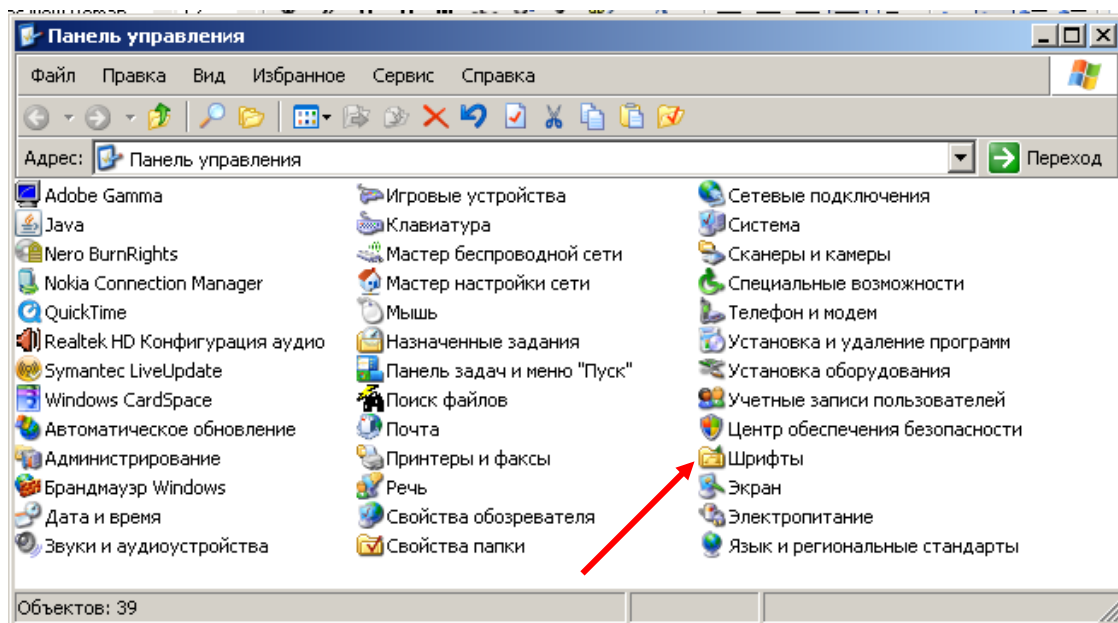 Панель управления
Файл Правка Вид Избранное Сервис Справка
Адрес: Панель управления Переход
Adobe Gamma
Java
Nero BurnRights
Nokia Connection Manager
QuickTime
Realtek HD Конфигурация аудио
Symantec LiveUpdate
Windows CardSpace
Автоматическое обновление
Администрирование
Брандмауэр Windows
Дата и время
Звуки и аудиоустройства
Игровые устройства
Клавиатура
Мастер беспроводной сети
Мастер настройки сети
Мышь
Назначенные задания
Панель задач и меню "Пуск"
Поиск файлов
Почта
Принтеры и факсы
Речь
Свойства обозревателя
Свойства папки
Сетевые подключения
Система
Сканеры и камеры
Специальные возможности
Телефон и модем
Установка и удаление программ
Установка оборудования
Учетные записи пользователей
Центр обеспечения безопасности
Шрифты
Экран
Электропитание
Язык и региональные стандарты
Объектов: 39